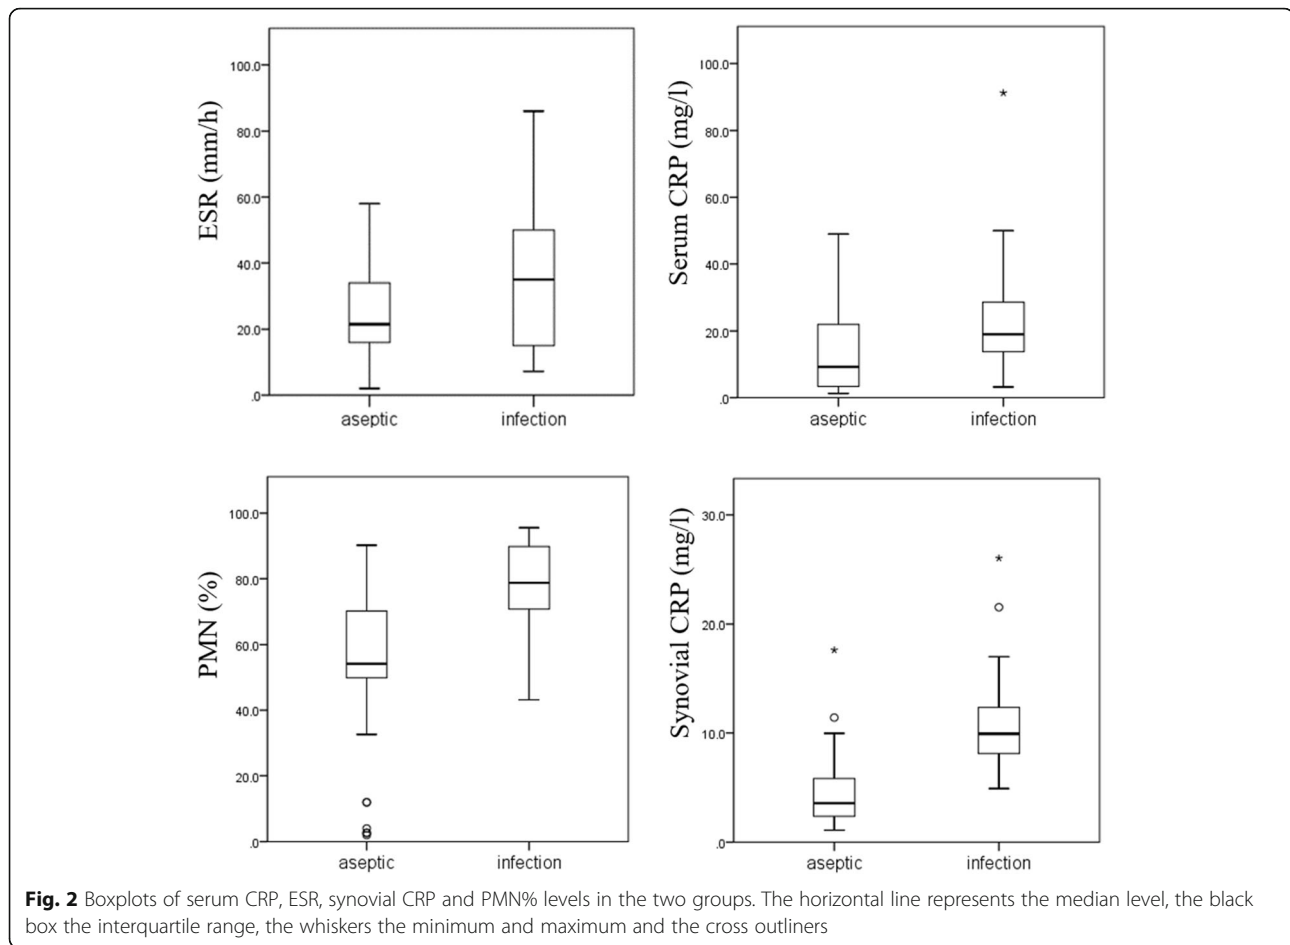 ESR (mm/h)
100.0
80.0
60.0
40.0
20.0
.0
aseptic infection
Serum CRP (mg/l)
100.0
80.0
60.0
40.0
20.0
.0
aseptic infection
PMN (%)
100.0
80.0
60.0
40.0
20.0
.0
aseptic infection
Synovial CRP (mg/l)
30.0
20.0
10.0
.0
aseptic infection
Fig. 2 Boxplots of serum CRP, ESR, synovial CRP and PMN% levels in the two groups. The horizontal line represents the median level, the black
box the interquartile range, the whiskers the minimum and maximum and the cross outliners